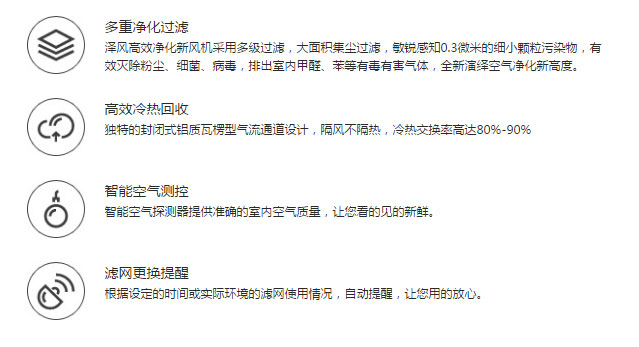 多重净化过滤
泽风高效净化新风机采用多级过滤，大面积集尘过滤，敏锐感知0.3微米的细小颗粒污染物，有
效灭除粉尘、细菌、病毒，排出室内甲醛、苯等有毒有害气体，全新演绎空气净化新高度。
高效冷热回收
独特的封闭式铝质瓦楞型气流通道设计，隔风不隔热，冷热交换率高达80%-90%
智能空气测控
智能空气探测器提供准确的室内空气质量，让您看的见的新鲜。
滤网更换提醒
根据设定的时间或实际环境的滤网使用情况，自动提醒，让您用的放心。